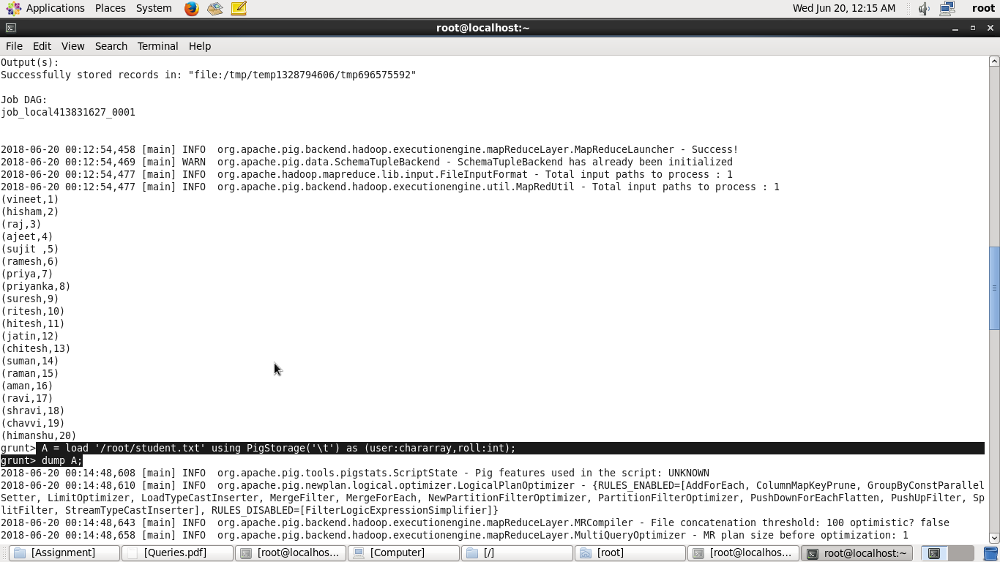 Applications Places System Wed Jun 20, 12:15 AM root
root@localhost:~
File Edit View Search Terminal Help
Output(s):
Successfully stored records in: "file:/tmp/temp1328794606/tmp696575592"
Job DAG:
job_local413831627_0001
2018-06-20 00:12:54,458 [main] INFO  org.apache.pig.backend.hadoop.executionengine.mapReduceLayer.MapReduceLauncher - Success!
2018-06-20 00:12:54,469 [main] WARN  org.apache.pig.data.SchemaTupleBackend - SchemaTupleBackend has already been initialized
2018-06-20 00:12:54,477 [main] INFO  org.apache.hadoop.mapreduce.lib.input.FileInputFormat - Total input paths to process : 1
2018-06-20 00:12:54,477 [main] INFO  org.apache.pig.backend.hadoop.executionengine.util.MapRedUtil - Total input paths to process : 1
(vineet,1)
(hisham,2)
(raj,3)
(ajeet,4)
(sujit ,5)
(ramesh,6)
(priya,7)
(priyanka,8)
(suresh,9)
(ritesh,10)
(hitesh,11)
(jatin,12)
(chitesh,13)
(suman,14)
(raman,15)
(aman,16)
(ravi,17)
(shravi,18)
(chavvi,19)
(himanshu,20)
grunt> A = load '/root/student.txt' using PigStorage('\t') as (user:chararray,roll:int);
grunt> dump A;
2018-06-20 00:14:48,608 [main] INFO  org.apache.pig.tools.pigstats.ScriptState - Pig features used in the script: UNKNOWN
2018-06-20 00:14:48,610 [main] INFO  org.apache.pig.newplan.logical.optimizer.LogicalPlanOptimizer - {RULES_ENABLED=[AddForEach, ColumnMapKeyPrune, GroupByConstParallel
Setter, LimitOptimizer, LoadTypeCastInserter, MergeFilter, MergeForEach, NewPartitionFilterOptimizer, PartitionFilterOptimizer, PushDownForEachFlatten, PushUpFilter, Sp
litFilter, StreamTypeCastInserter], RULES_DISABLED=[FilterLogicExpressionSimplifier]}
2018-06-20 00:14:48,643 [main] INFO  org.apache.pig.backend.hadoop.executionengine.mapReduceLayer.MRCompiler - File concatenation threshold: 100 optimistic? false
2018-06-20 00:14:48,658 [main] INFO  org.apache.pig.backend.hadoop.executionengine.mapReduceLayer.MultiQueryOptimizer - MR plan size before optimization: 1
[Assignment] [Queries.pdf] [root@localhos... [Computer] [/] [root] [root@localhos... root@localhost:~